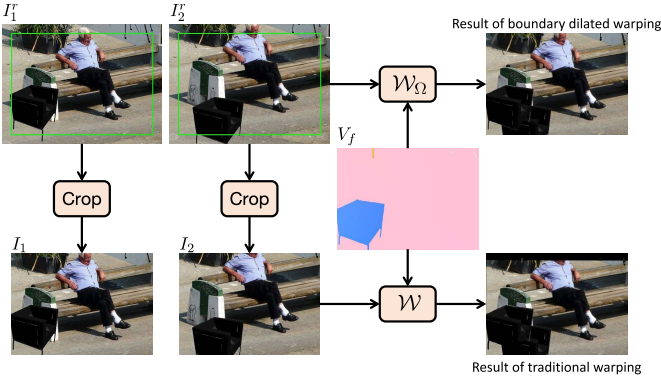 I₁ʳ
I₂ʳ
Result of boundary dilated warping
W_Ω
V_f
Crop
Crop
I₁
I₂
W
Result of traditional warping